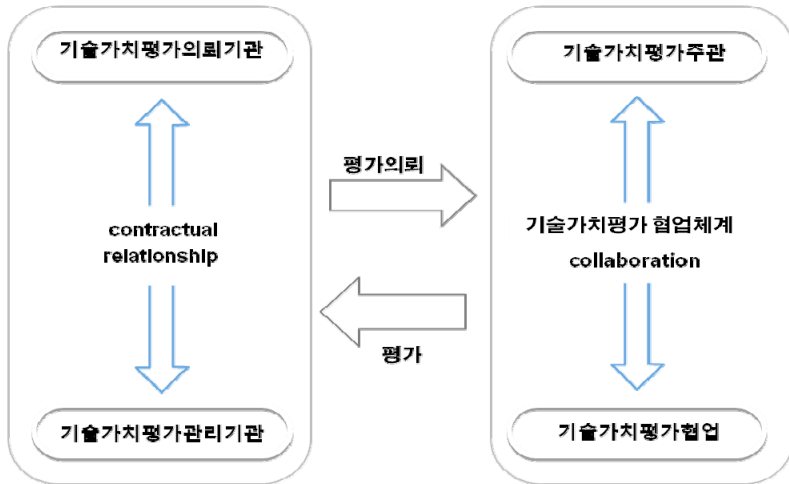 기술가치평가의뢰기관
contractual
relationship
기술가치평가관리기관
평가의뢰
평가
기술가치평가주관
기술가치평가 협업체계
collaboration
기술가치평가협업